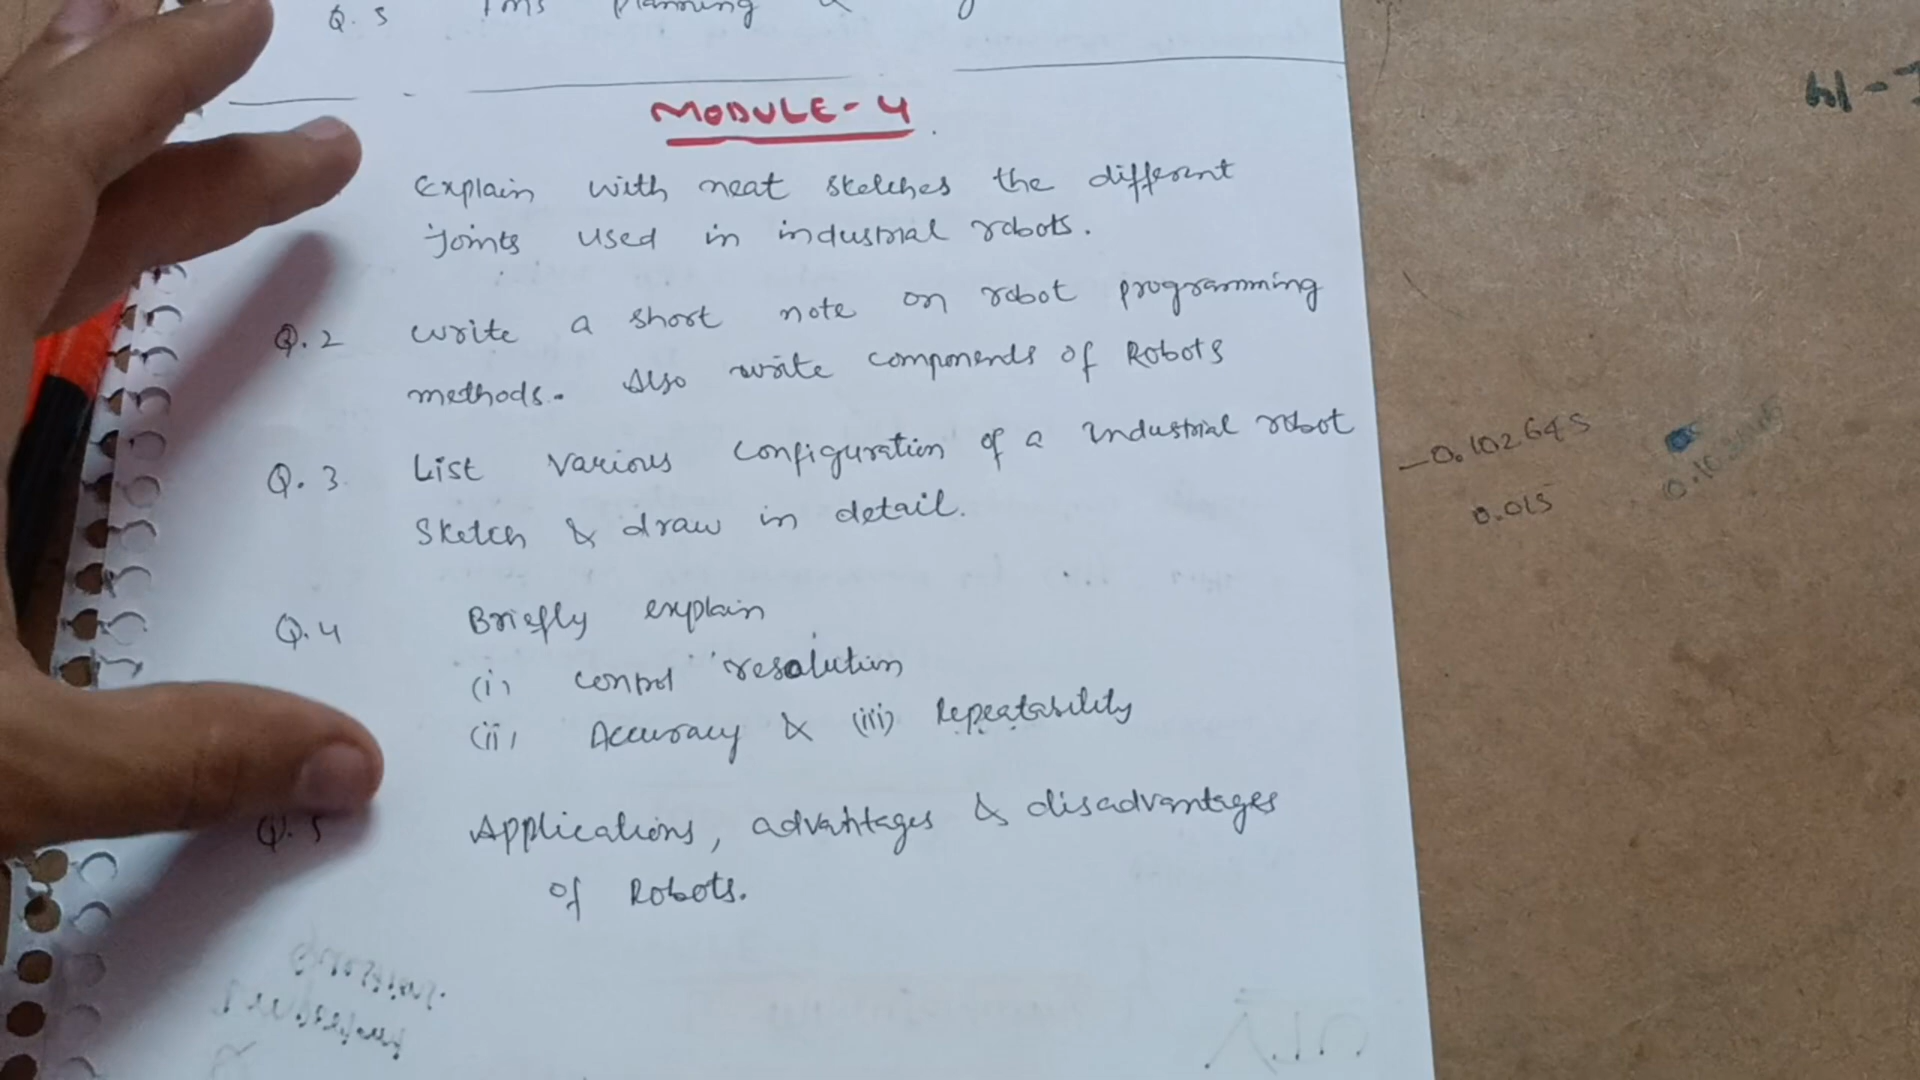 Q. 5 Planning &
MODULE-4
Explain with neat sketches the different
joints used in industrial robots.
Q.2 Write a short note on robot programming
methods. Also write components of Robots
Q.3 List various configuration of a industrial robot
Sketch & draw in detail.
Q.4 Briefly explain
(i) control resolution
(ii) Accuracy & (iii) Repeatability
Q.5 Applications, advantages & disadvantages
of Robots.
-0.102645
0.015